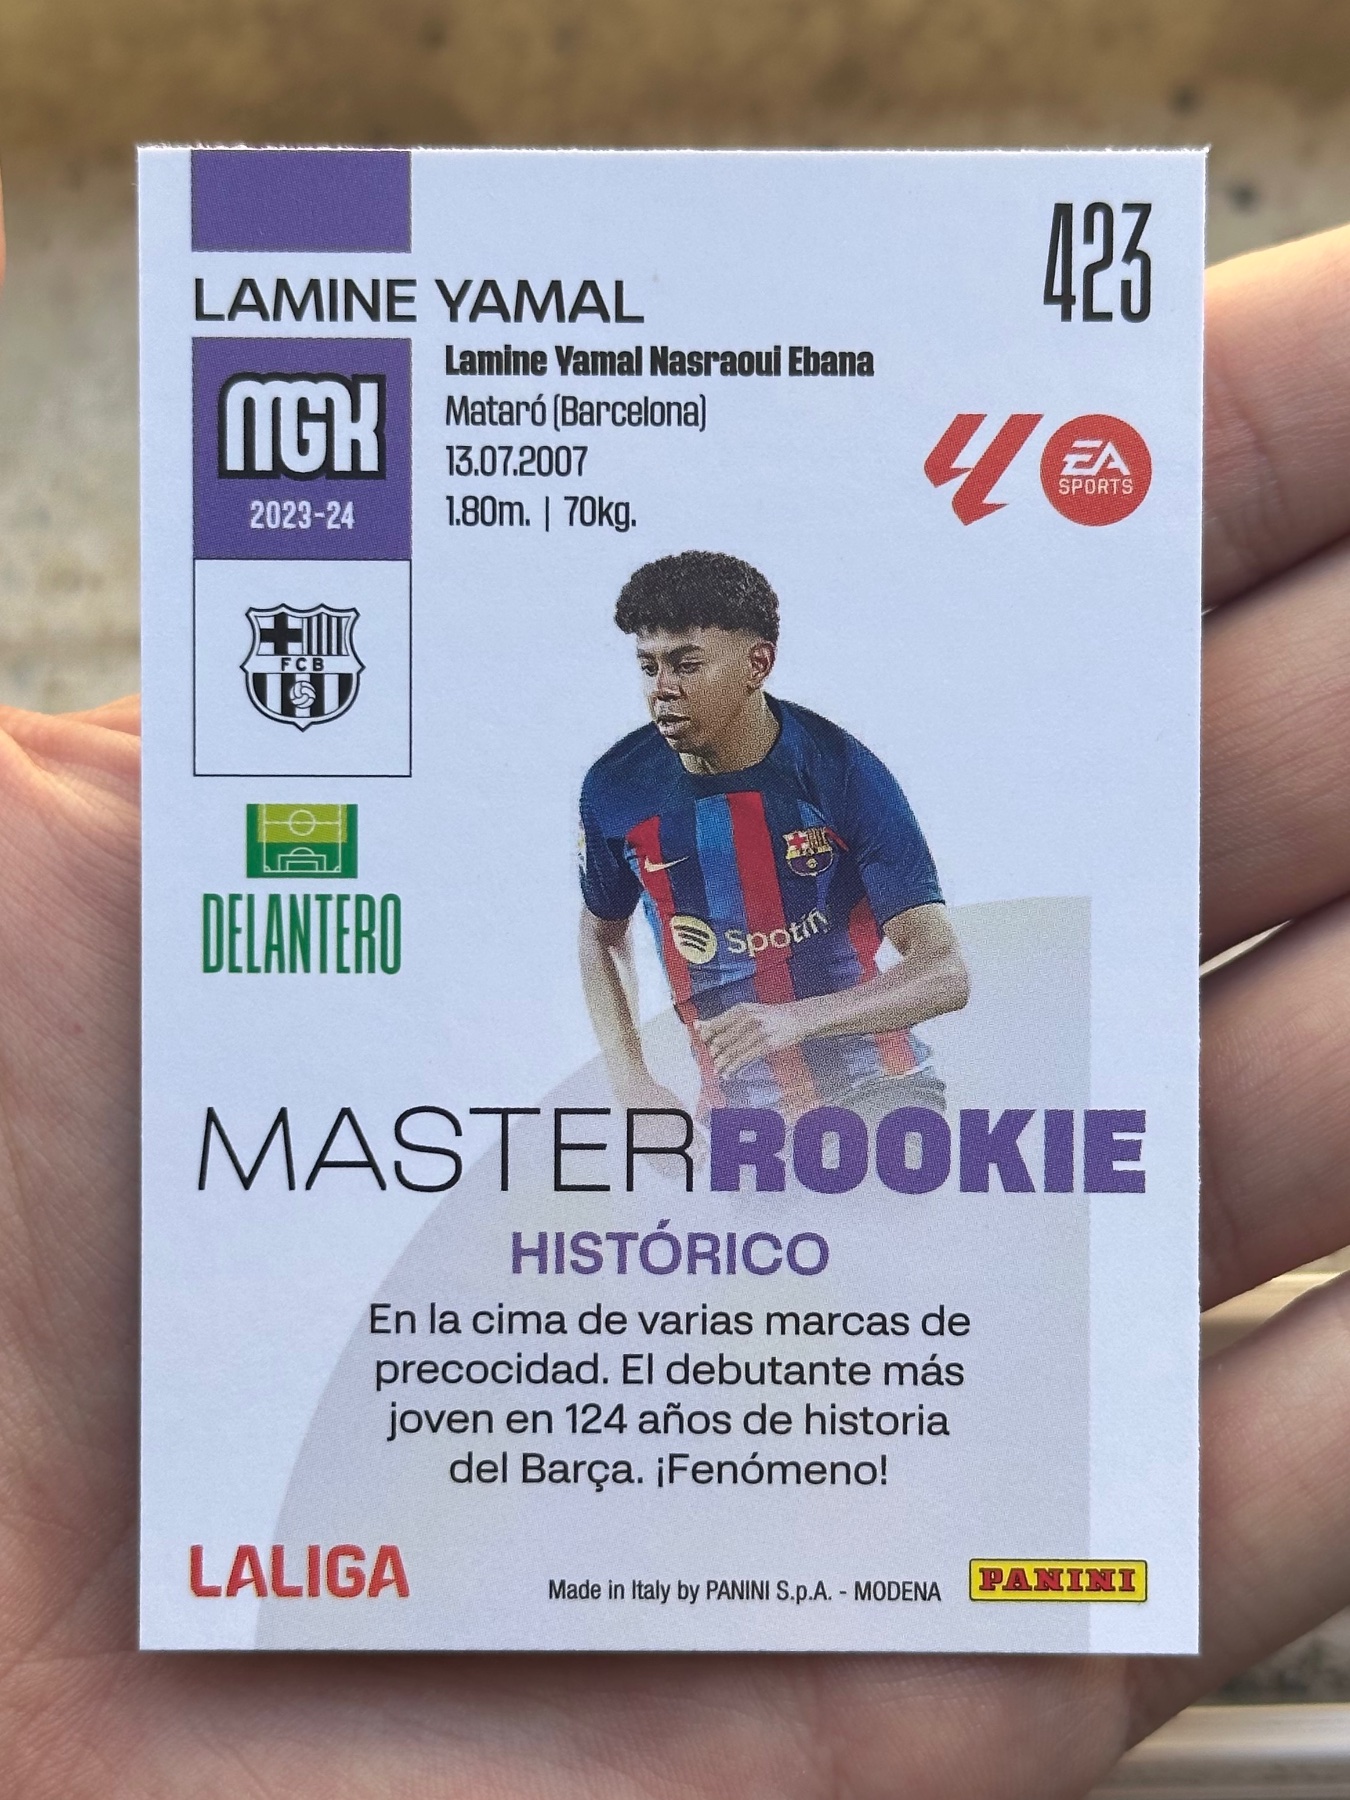 423
LAMINE YAMAL
MGK
2023-24
Lamine Yamal Nasraoui Ebana
Mataró (Barcelona)
13.07.2007
1.80m. | 70kg.
EA
SPORTS
FCB
DELANTERO
Spotify
MASTERROOKIE
HISTÓRICO
En la cima de varias marcas de
precocidad. El debutante más
joven en 124 años de historia
del Barça. ¡Fenómeno!
LALIGA
Made in Italy by PANINI S.p.A. - MODENA
PANINI